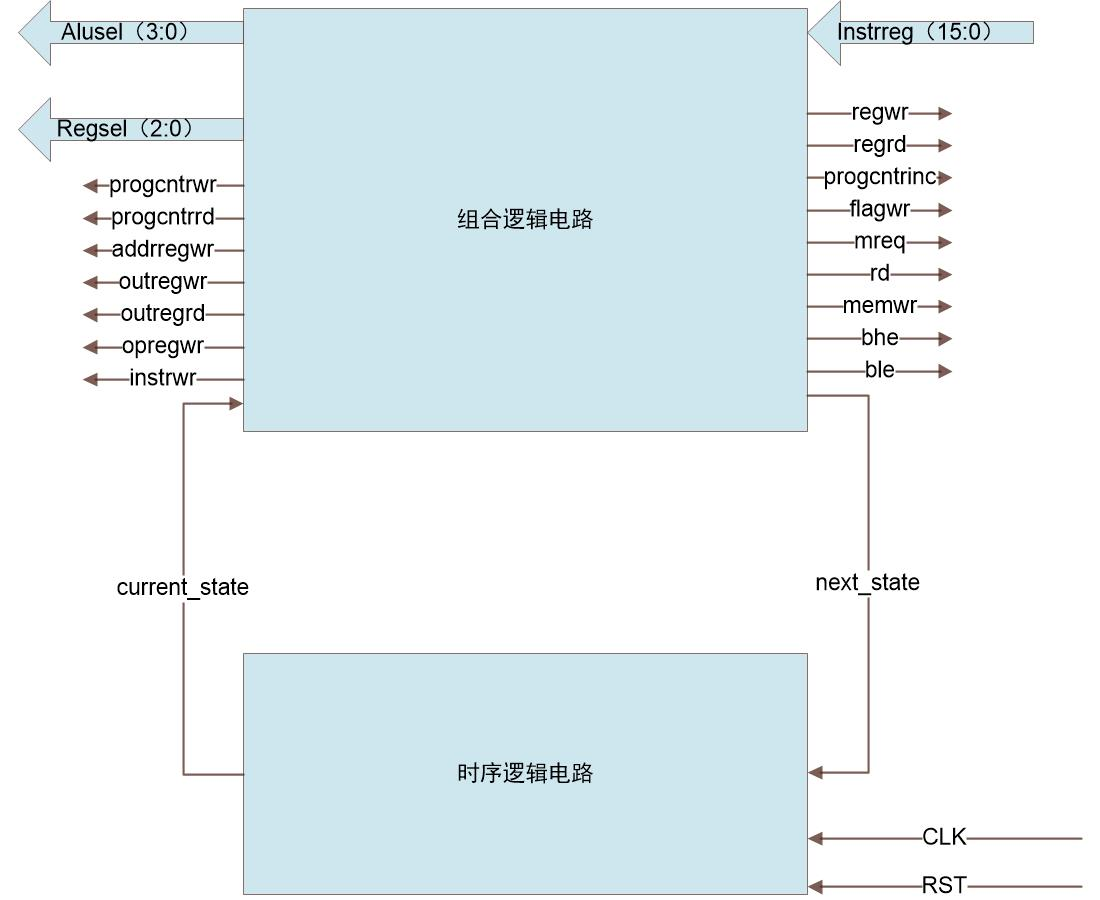 Alusel（3:0）
Instrreg（15:0）
Regsel（2:0）
progcntrwr
progcntrrd
addrregwr
outregwr
outregrd
opregwr
instrwr
组合逻辑电路
regwr
regrd
progcntrinc
flagwr
mreq
rd
memwr
bhe
ble
current_state
next_state
时序逻辑电路
CLK
RST